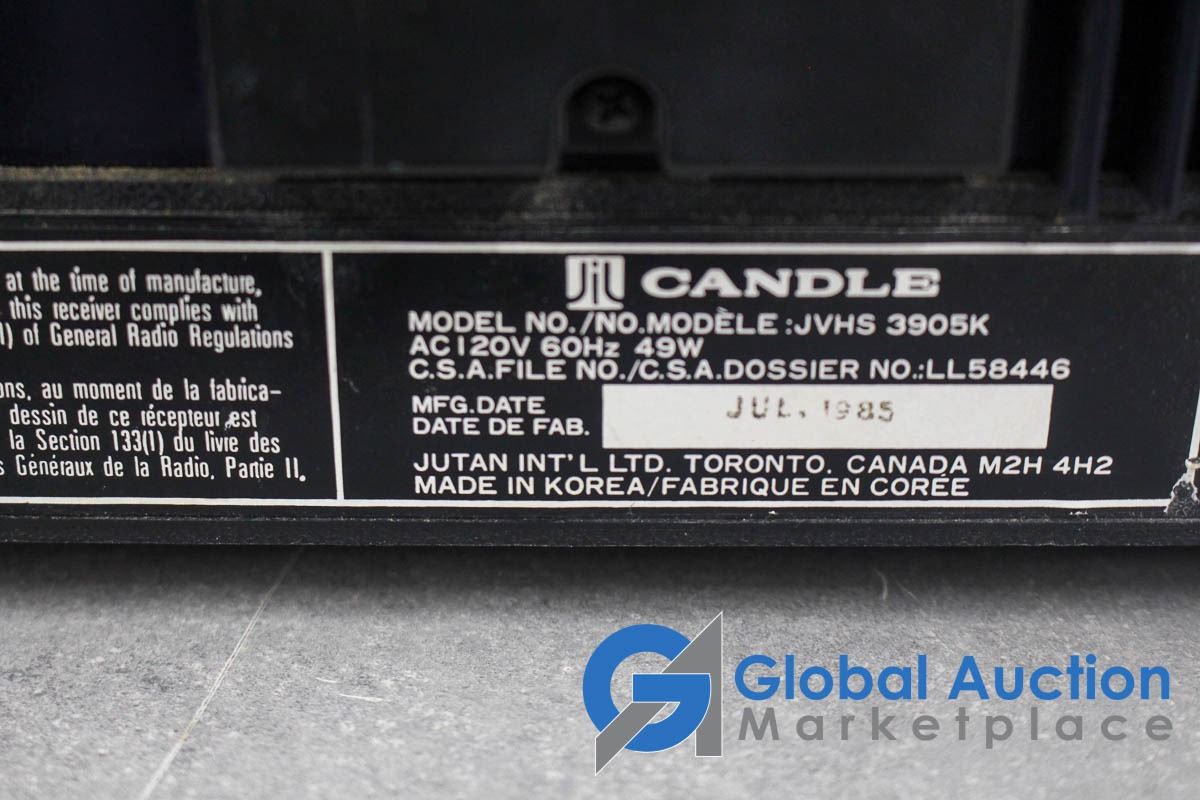 at the time of manufacture,
this receiver complies with
1) of General Radio Regulations
ons, au moment de la fabrica-
dessin de ce récepteur est
la Section 133(1) du livre des
s Généraux de la Radio, Partie II.
JIL CANDLE
MODEL NO./NO.MODÈLE:JVHS 3905K
AC120V 60Hz 49W
C.S.A.FILE NO./C.S.A.DOSSIER NO.:LL58446
MFG.DATE
DATE DE FAB.
JUL. 1985
JUTAN INT'L LTD. TORONTO. CANADA M2H 4H2
MADE IN KOREA/FABRIQUE EN CORÉE
Global Auction
Marketplace